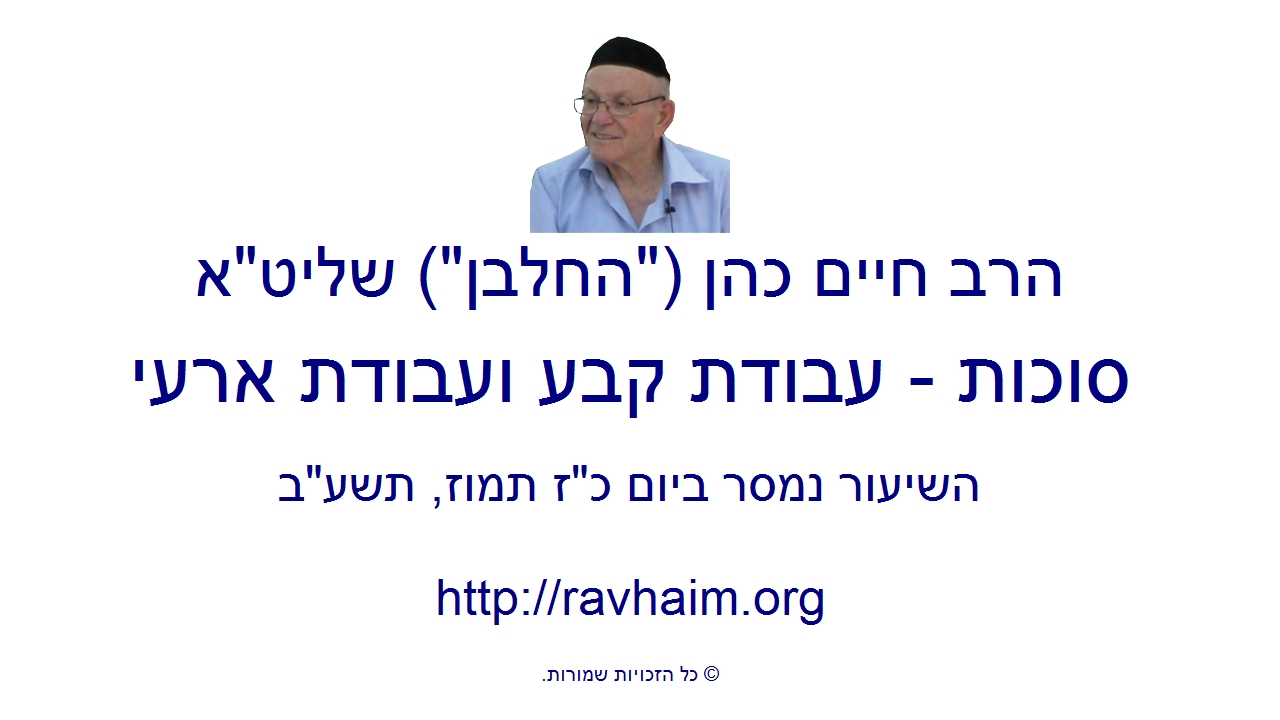 הרב חיים כהן ("החלבן") שליט"א
סוכות - עבודת קבע ועבודת ארעי
השיעור נמסר ביום כ"ז תמוז, תשע"ב
http://ravhaim.org
© כל הזכויות שמורות.